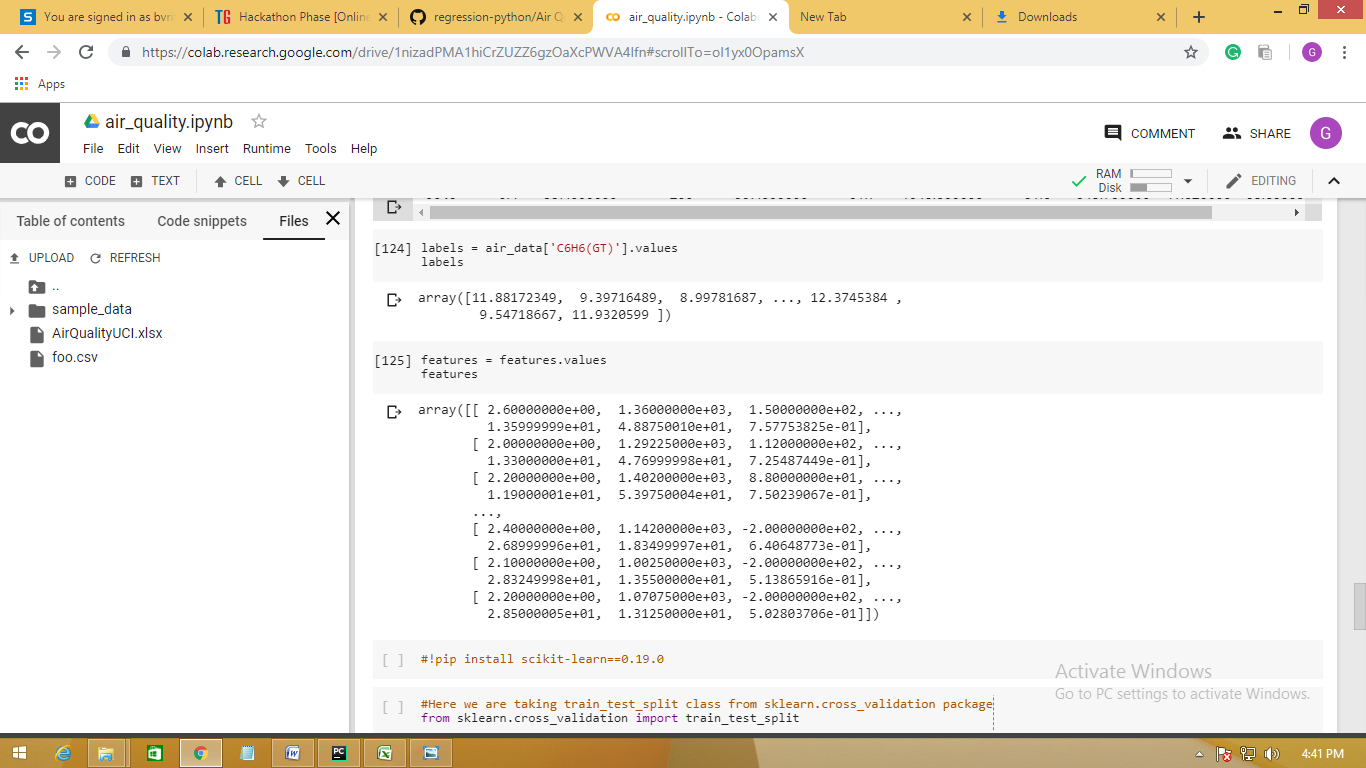 You are signed in as bvri
Hackathon Phase [Online
regression-python/Air Q
air_quality.ipynb - Colab
New Tab
Downloads
https://colab.research.google.com/drive/1nizadPMA1hiCrZUZZ6gzOaXcPWVA4lfn#scrollTo=oI1yx0OpamsX
G
Apps
CO
air_quality.ipynb
COMMENT
SHARE
G
File Edit View Insert Runtime Tools Help
CODE TEXT CELL CELL
RAM
Disk
EDITING
Table of contents Code snippets Files
UPLOAD REFRESH
..
sample_data
AirQualityUCI.xlsx
foo.csv
[124] labels = air_data['C6H6(GT)'].values
labels
array([11.88172349,  9.39716489,  8.99781687, ..., 12.3745384 ,
9.54718667, 11.9320599 ])
[125] features = features.values
features
array([[ 2.60000000e+00,  1.36000000e+03,  1.50000000e+02, ...,
1.35999999e+01,  4.88750010e+01,  7.57753825e-01],
[ 2.00000000e+00,  1.29225000e+03,  1.12000000e+02, ...,
1.33000000e+01,  4.76999998e+01,  7.25487449e-01],
[ 2.20000000e+00,  1.40200000e+03,  8.80000000e+01, ...,
1.19000001e+01,  5.39750004e+01,  7.50239067e-01],
...,
[ 2.40000000e+00,  1.14200000e+03, -2.00000000e+02, ...,
2.68999996e+01,  1.83499997e+01,  6.40648773e-01],
[ 2.10000000e+00,  1.00250000e+03, -2.00000000e+02, ...,
2.83249998e+01,  1.35500000e+01,  5.13865916e-01],
[ 2.20000000e+00,  1.07075000e+03, -2.00000000e+02, ...,
2.85000005e+01,  1.31250000e+01,  5.02803706e-01]])
[ ] #!pip install scikit-learn==0.19.0
Activate Windows
Go to PC settings to activate Windows.
[ ] #Here we are taking train_test_split class from sklearn.cross_validation package
from sklearn.cross_validation import train_test_split
4:41 PM